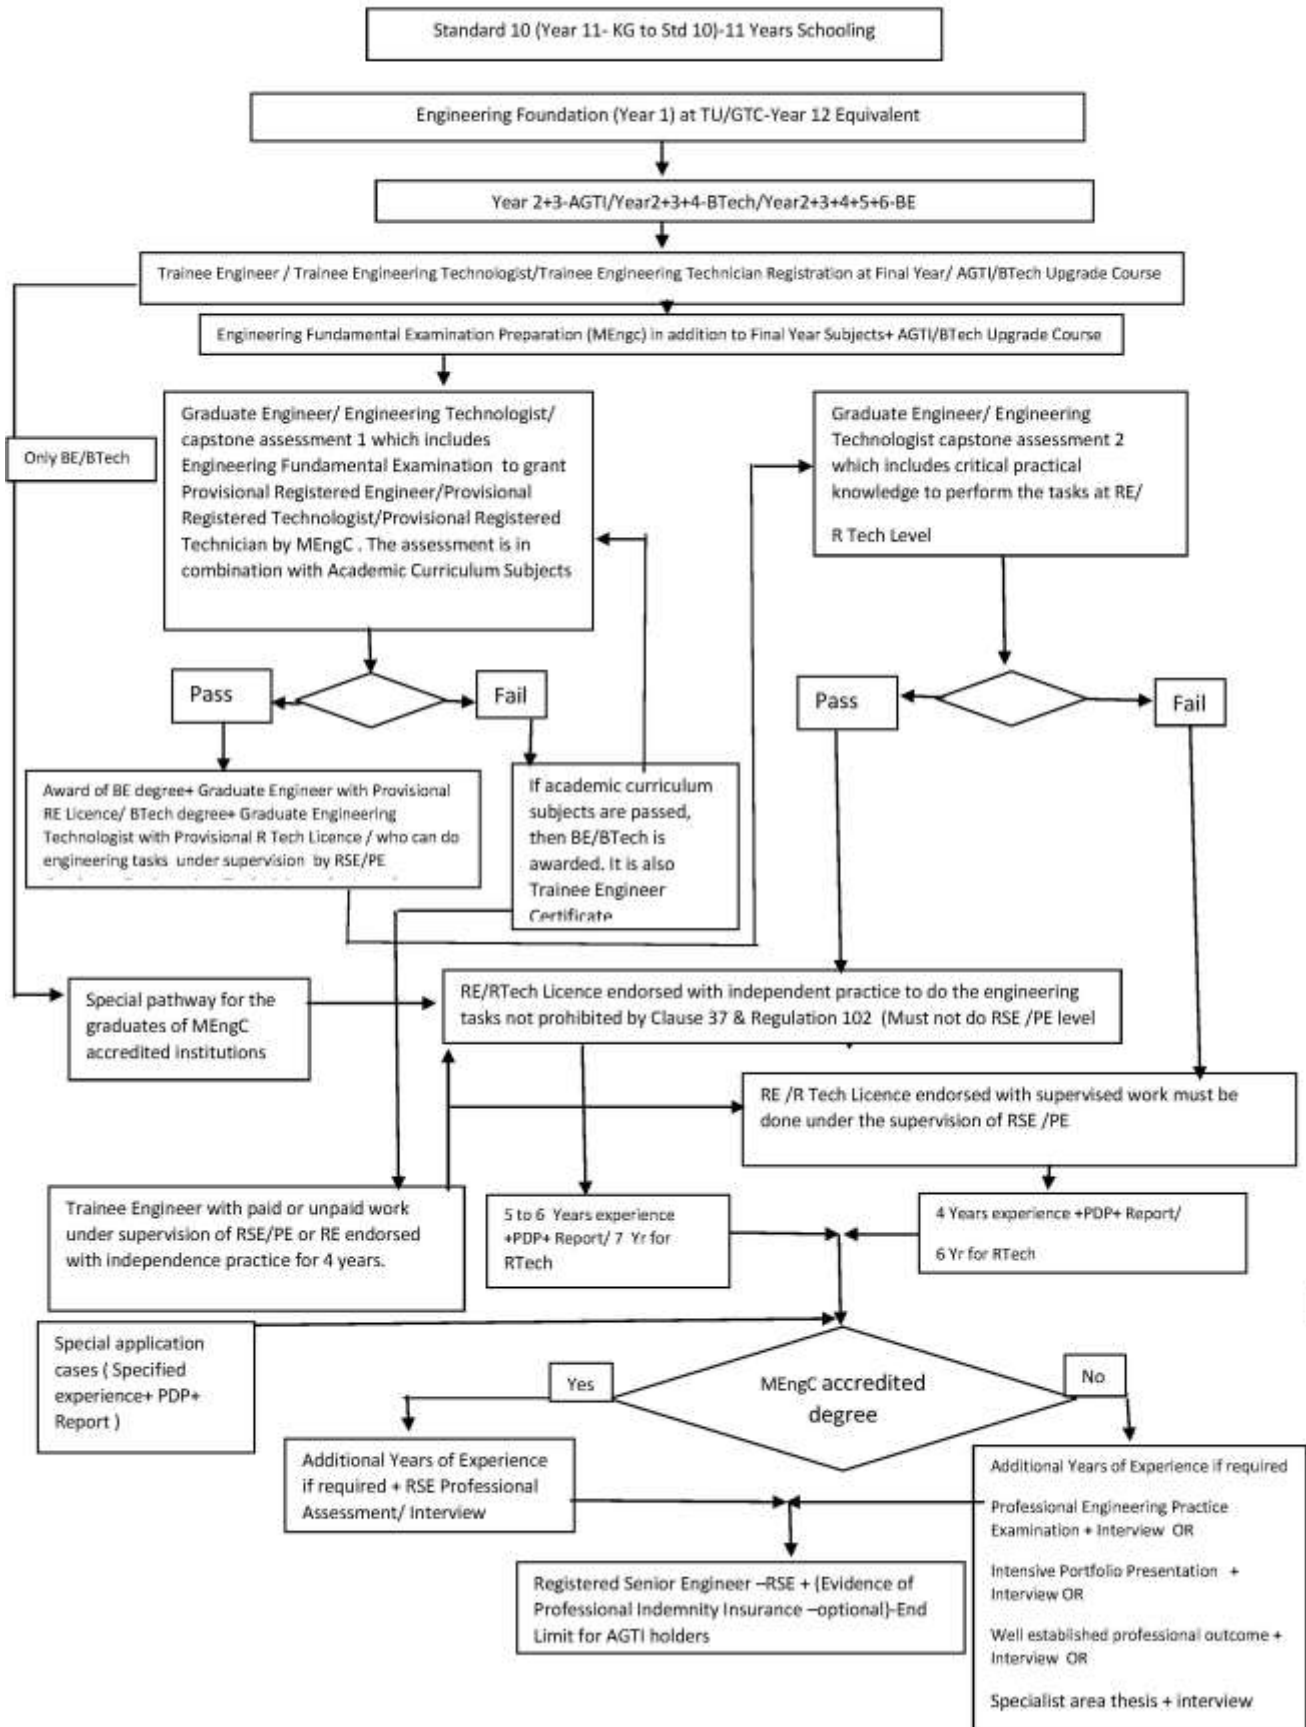 Standard 10 (Year 11- KG to Std 10)-11 Years Schooling
Engineering Foundation (Year 1) at TU/GTC-Year 12 Equivalent
Year 2+3-AGTI/Year2+3+4-BTech/Year2+3+4+5+6-BE
Trainee Engineer / Trainee Engineering Technologist/Trainee Engineering Technician Registration at Final Year/ AGTI/BTech Upgrade Course
Engineering Fundamental Examination Preparation (MEngc) in addition to Final Year Subjects+ AGTI/BTech Upgrade Course
Only BE/BTech
Graduate Engineer/ Engineering Technologist/
capstone assessment 1 which includes
Engineering Fundamental Examination to grant
Provisional Registered Engineer/Provisional
Registered Technologist/Provisional Registered
Technician by MEngC . The assessment is in
combination with Academic Curriculum Subjects
Graduate Engineer/ Engineering
Technologist capstone assessment 2
which includes critical practical
knowledge to perform the tasks at RE/
R Tech Level
Pass
Fail
Pass
Fail
Award of BE degree+ Graduate Engineer with Provisional
RE Licence/ BTech degree+ Graduate Engineering
Technologist with Provisional R Tech Licence / who can do
engineering tasks under supervision by RSE/PE
If academic curriculum
subjects are passed,
then BE/BTech is
awarded. It is also
Trainee Engineer
Certificate
Special pathway for the
graduates of MEngC
accredited institutions
RE/RTech Licence endorsed with independent practice to do the engineering
tasks not prohibited by Clause 37 & Regulation 102 (Must not do RSE /PE level
RE /R Tech Licence endorsed with supervised work must be
done under the supervision of RSE /PE
Trainee Engineer with paid or unpaid work
under supervision of RSE/PE or RE endorsed
with independence practice for 4 years.
5 to 6 Years experience
+PDP+ Report/ 7 Yr for
RTech
4 Years experience +PDP+ Report/
6 Yr for RTech
Special application
cases ( Specified
experience+ PDP+
Report )
Yes
MEngC accredited
degree
No
Additional Years of Experience
if required + RSE Professional
Assessment/ Interview
Additional Years of Experience if required
Professional Engineering Practice
Examination + Interview OR
Intensive Portfolio Presentation +
Interview OR
Well established professional outcome +
Interview OR
Specialist area thesis + interview
Registered Senior Engineer –RSE + (Evidence of
Professional Indemnity Insurance –optional)-End
Limit for AGTI holders